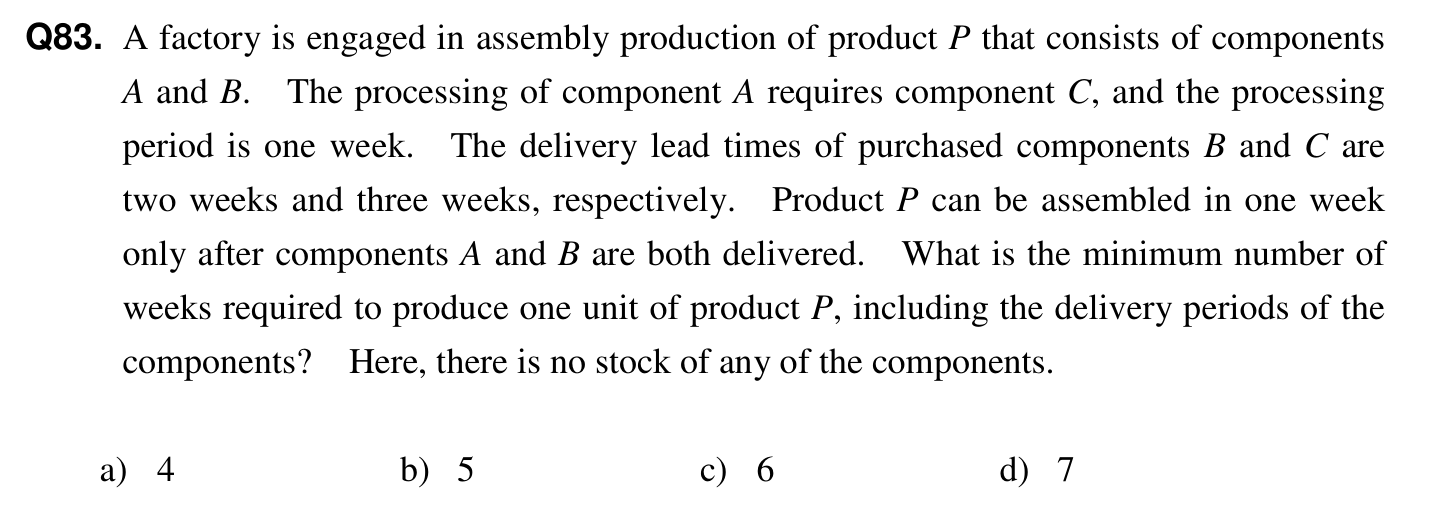 Q83. A factory is engaged in assembly production of product P that consists of components
A and B. The processing of component A requires component C, and the processing
period is one week. The delivery lead times of purchased components B and C are
two weeks and three weeks, respectively. Product P can be assembled in one week
only after components A and B are both delivered. What is the minimum number of
weeks required to produce one unit of product P, including the delivery periods of the
components? Here, there is no stock of any of the components.
a) 4 b) 5 c) 6 d) 7